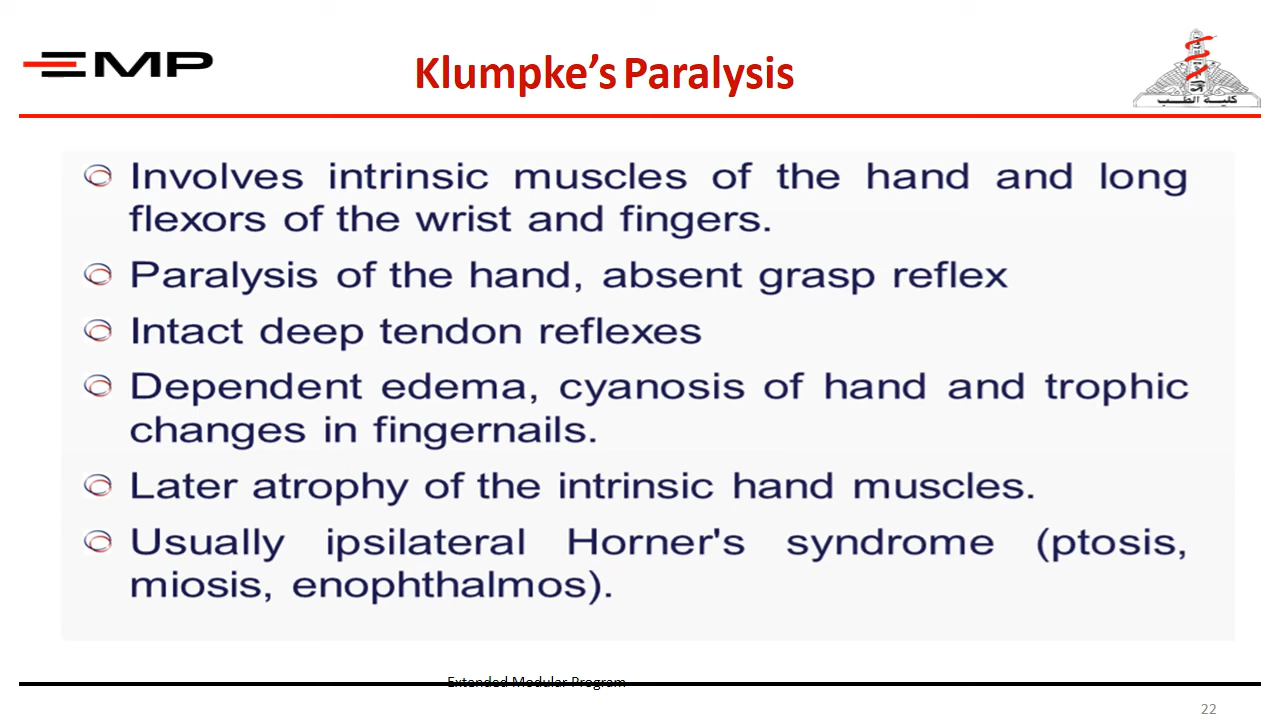 EMP
Klumpke's Paralysis
كليـة الطـب
Involves intrinsic muscles of the hand and long
flexors of the wrist and fingers.
Paralysis of the hand, absent grasp reflex
Intact deep tendon reflexes
Dependent edema, cyanosis of hand and trophic
changes in fingernails.
Later atrophy of the intrinsic hand muscles.
Usually ipsilateral Horner's syndrome (ptosis,
miosis, enophthalmos).
Extended Modular Program
22